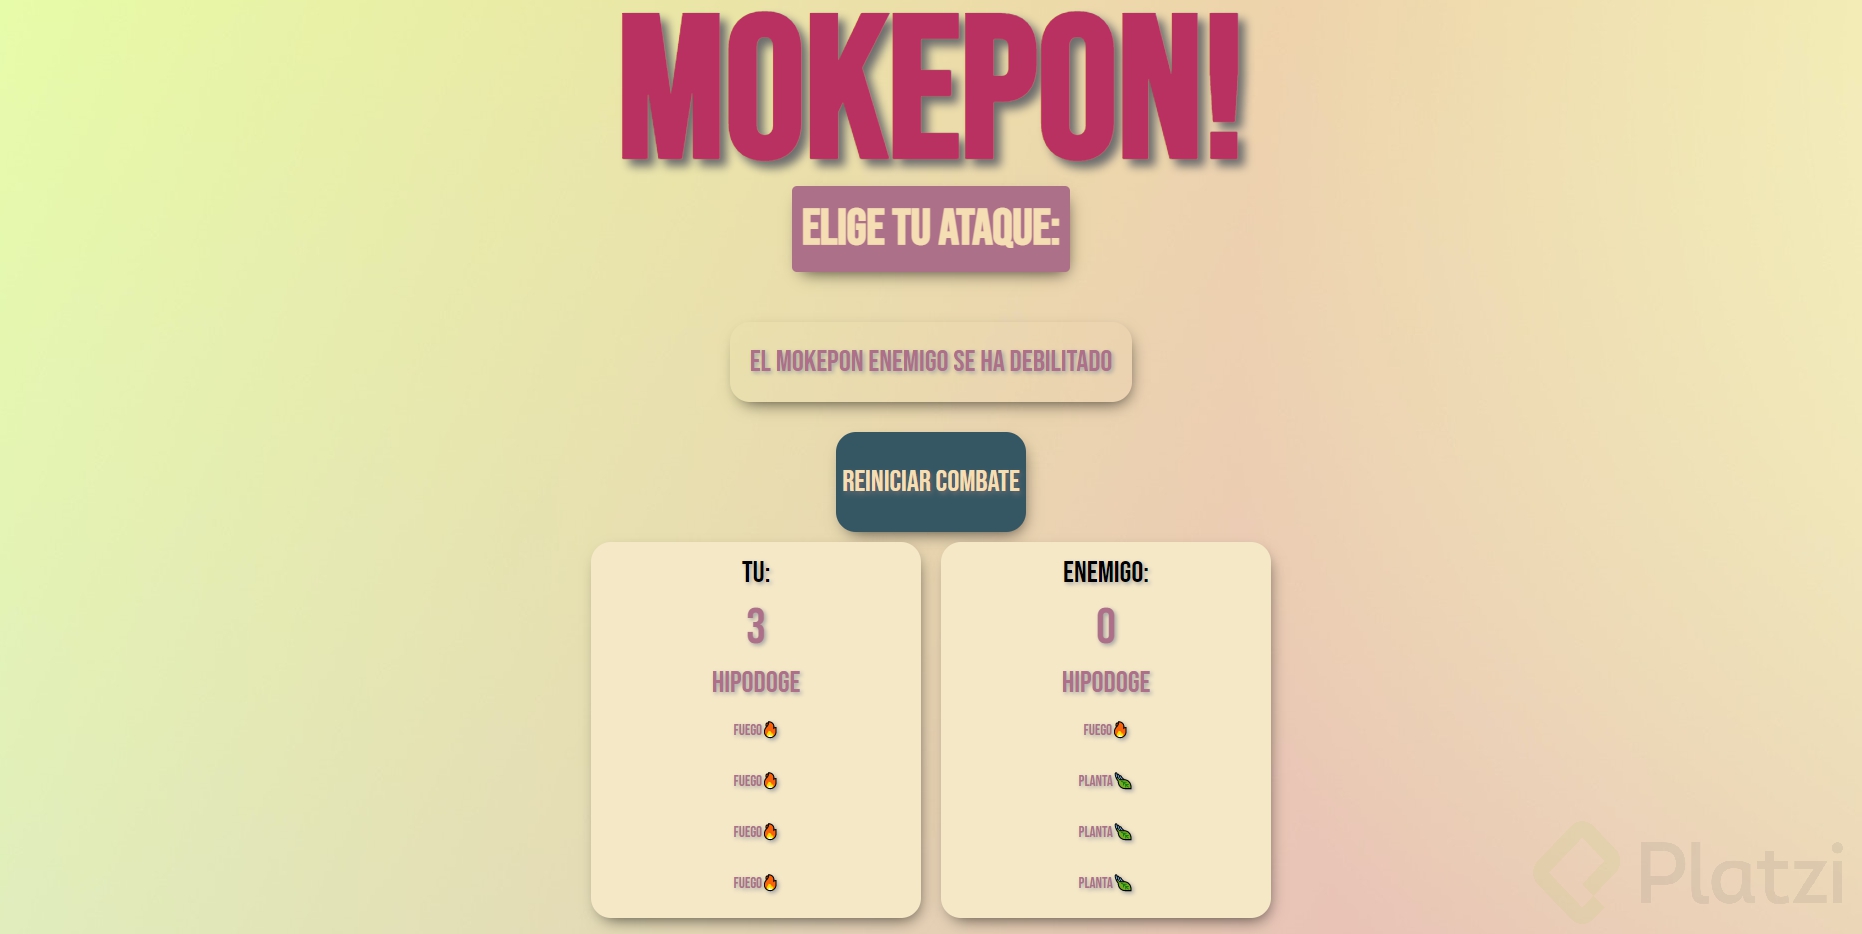 MOKEPON!
ELIGE TU ATAQUE:
EL MOKEPON ENEMIGO SE HA DEBILITADO
REINICIAR COMBATE
TU:
3
HIPODOGE
FUEGO🔥
FUEGO🔥
FUEGO🔥
FUEGO🔥
ENEMIGO:
0
HIPODOGE
FUEGO🔥
PLANTA🌿
PLANTA🌿
PLANTA🌿
Platzi